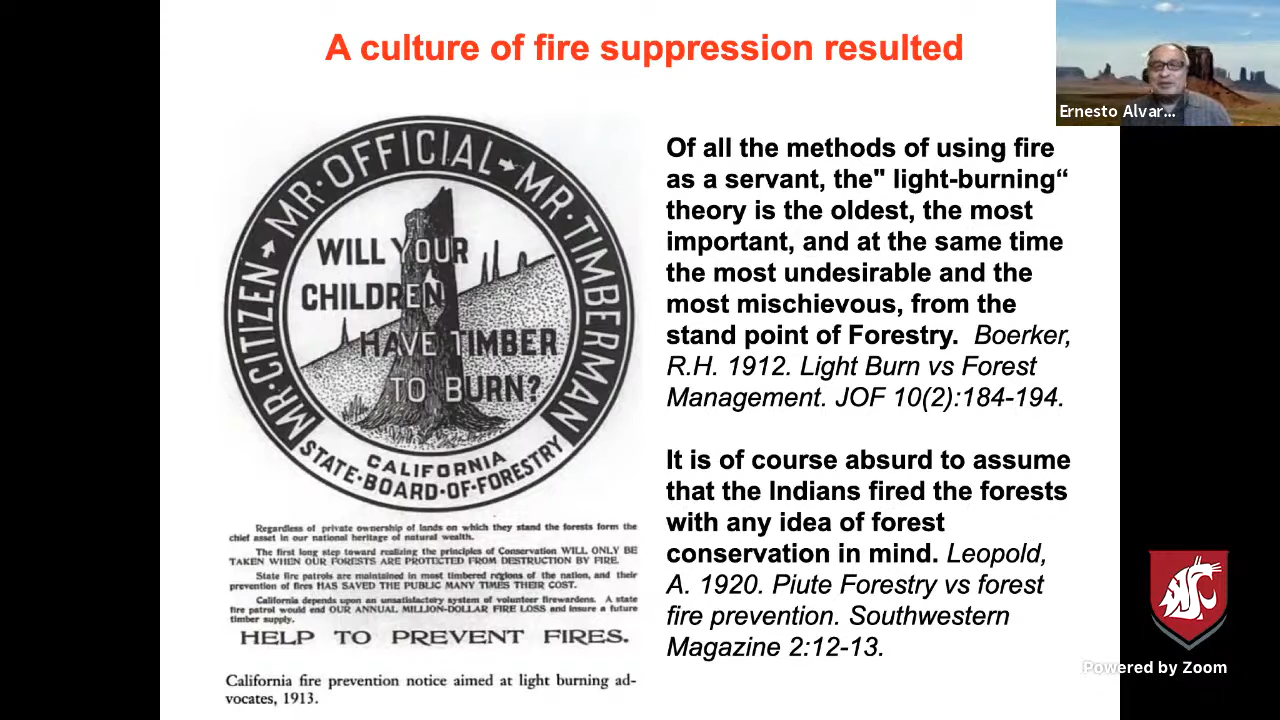 A culture of fire suppression resulted
Ernesto Alvar...
MR·CITIZEN→MR·OFFICIAL→MR·TIMBERMAN
WILL YOUR
CHILDREN
HAVE TIMBER
TO BURN?
CALIFORNIA
STATE·BOARD·OF·FORESTRY
Regardless of private ownership of lands on which they stand the forests form the
chief asset in our national heritage of natural wealth.
The first long step toward realizing the principles of Conservation WILL ONLY BE
TAKEN WHEN OUR FORESTS ARE PROTECTED FROM DESTRUCTION BY FIRE.
State fire patrols are maintained in most timbered regions of the nation, and their
prevention of fires HAS SAVED THE PUBLIC MANY TIMES THEIR COST.
California depends upon an unsatisfactory system of volunteer firewardens. A state
fire patrol would end OUR ANNUAL MILLION-DOLLAR FIRE LOSS and insure a future
timber supply.
HELP TO PREVENT FIRES.
California fire prevention notice aimed at light burning ad-
vocates, 1913.
Of all the methods of using fire
as a servant, the" light-burning“
theory is the oldest, the most
important, and at the same time
the most undesirable and the
most mischievous, from the
stand point of Forestry. Boerker,
R.H. 1912. Light Burn vs Forest
Management. JOF 10(2):184-194.
It is of course absurd to assume
that the Indians fired the forests
with any idea of forest
conservation in mind. Leopold,
A. 1920. Piute Forestry vs forest
fire prevention. Southwestern
Magazine 2:12-13.
Powered by Zoom